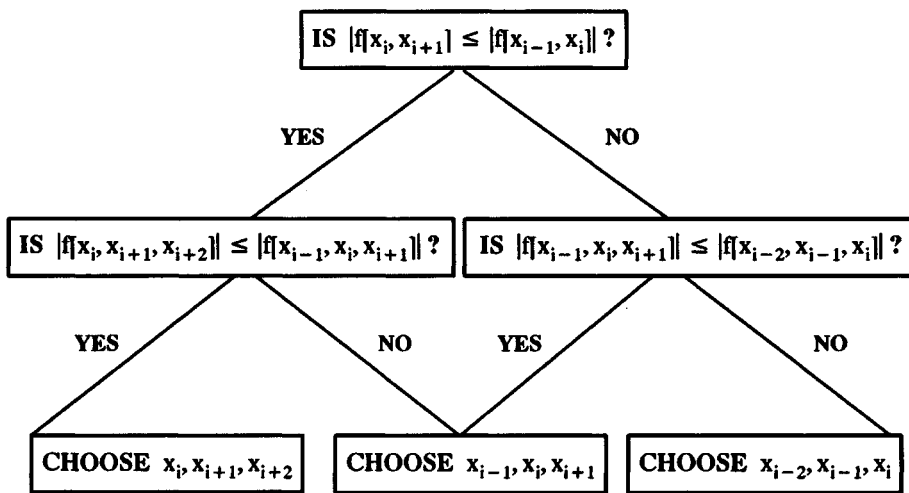 IS |f[x_i, x_{i+1}] ≤ |f[x_{i−1}, x_i]| ?
YES NO
IS |f[x_i, x_{i+1}, x_{i+2}]| ≤ |f[x_{i−1}, x_i, x_{i+1}]| ? IS |f[x_{i−1}, x_i, x_{i+1}]| ≤ |f[x_{i−2}, x_{i−1}, x_i]| ?
YES NO YES NO
CHOOSE x_i, x_{i+1}, x_{i+2} CHOOSE x_{i−1}, x_i, x_{i+1} CHOOSE x_{i−2}, x_{i−1}, x_i